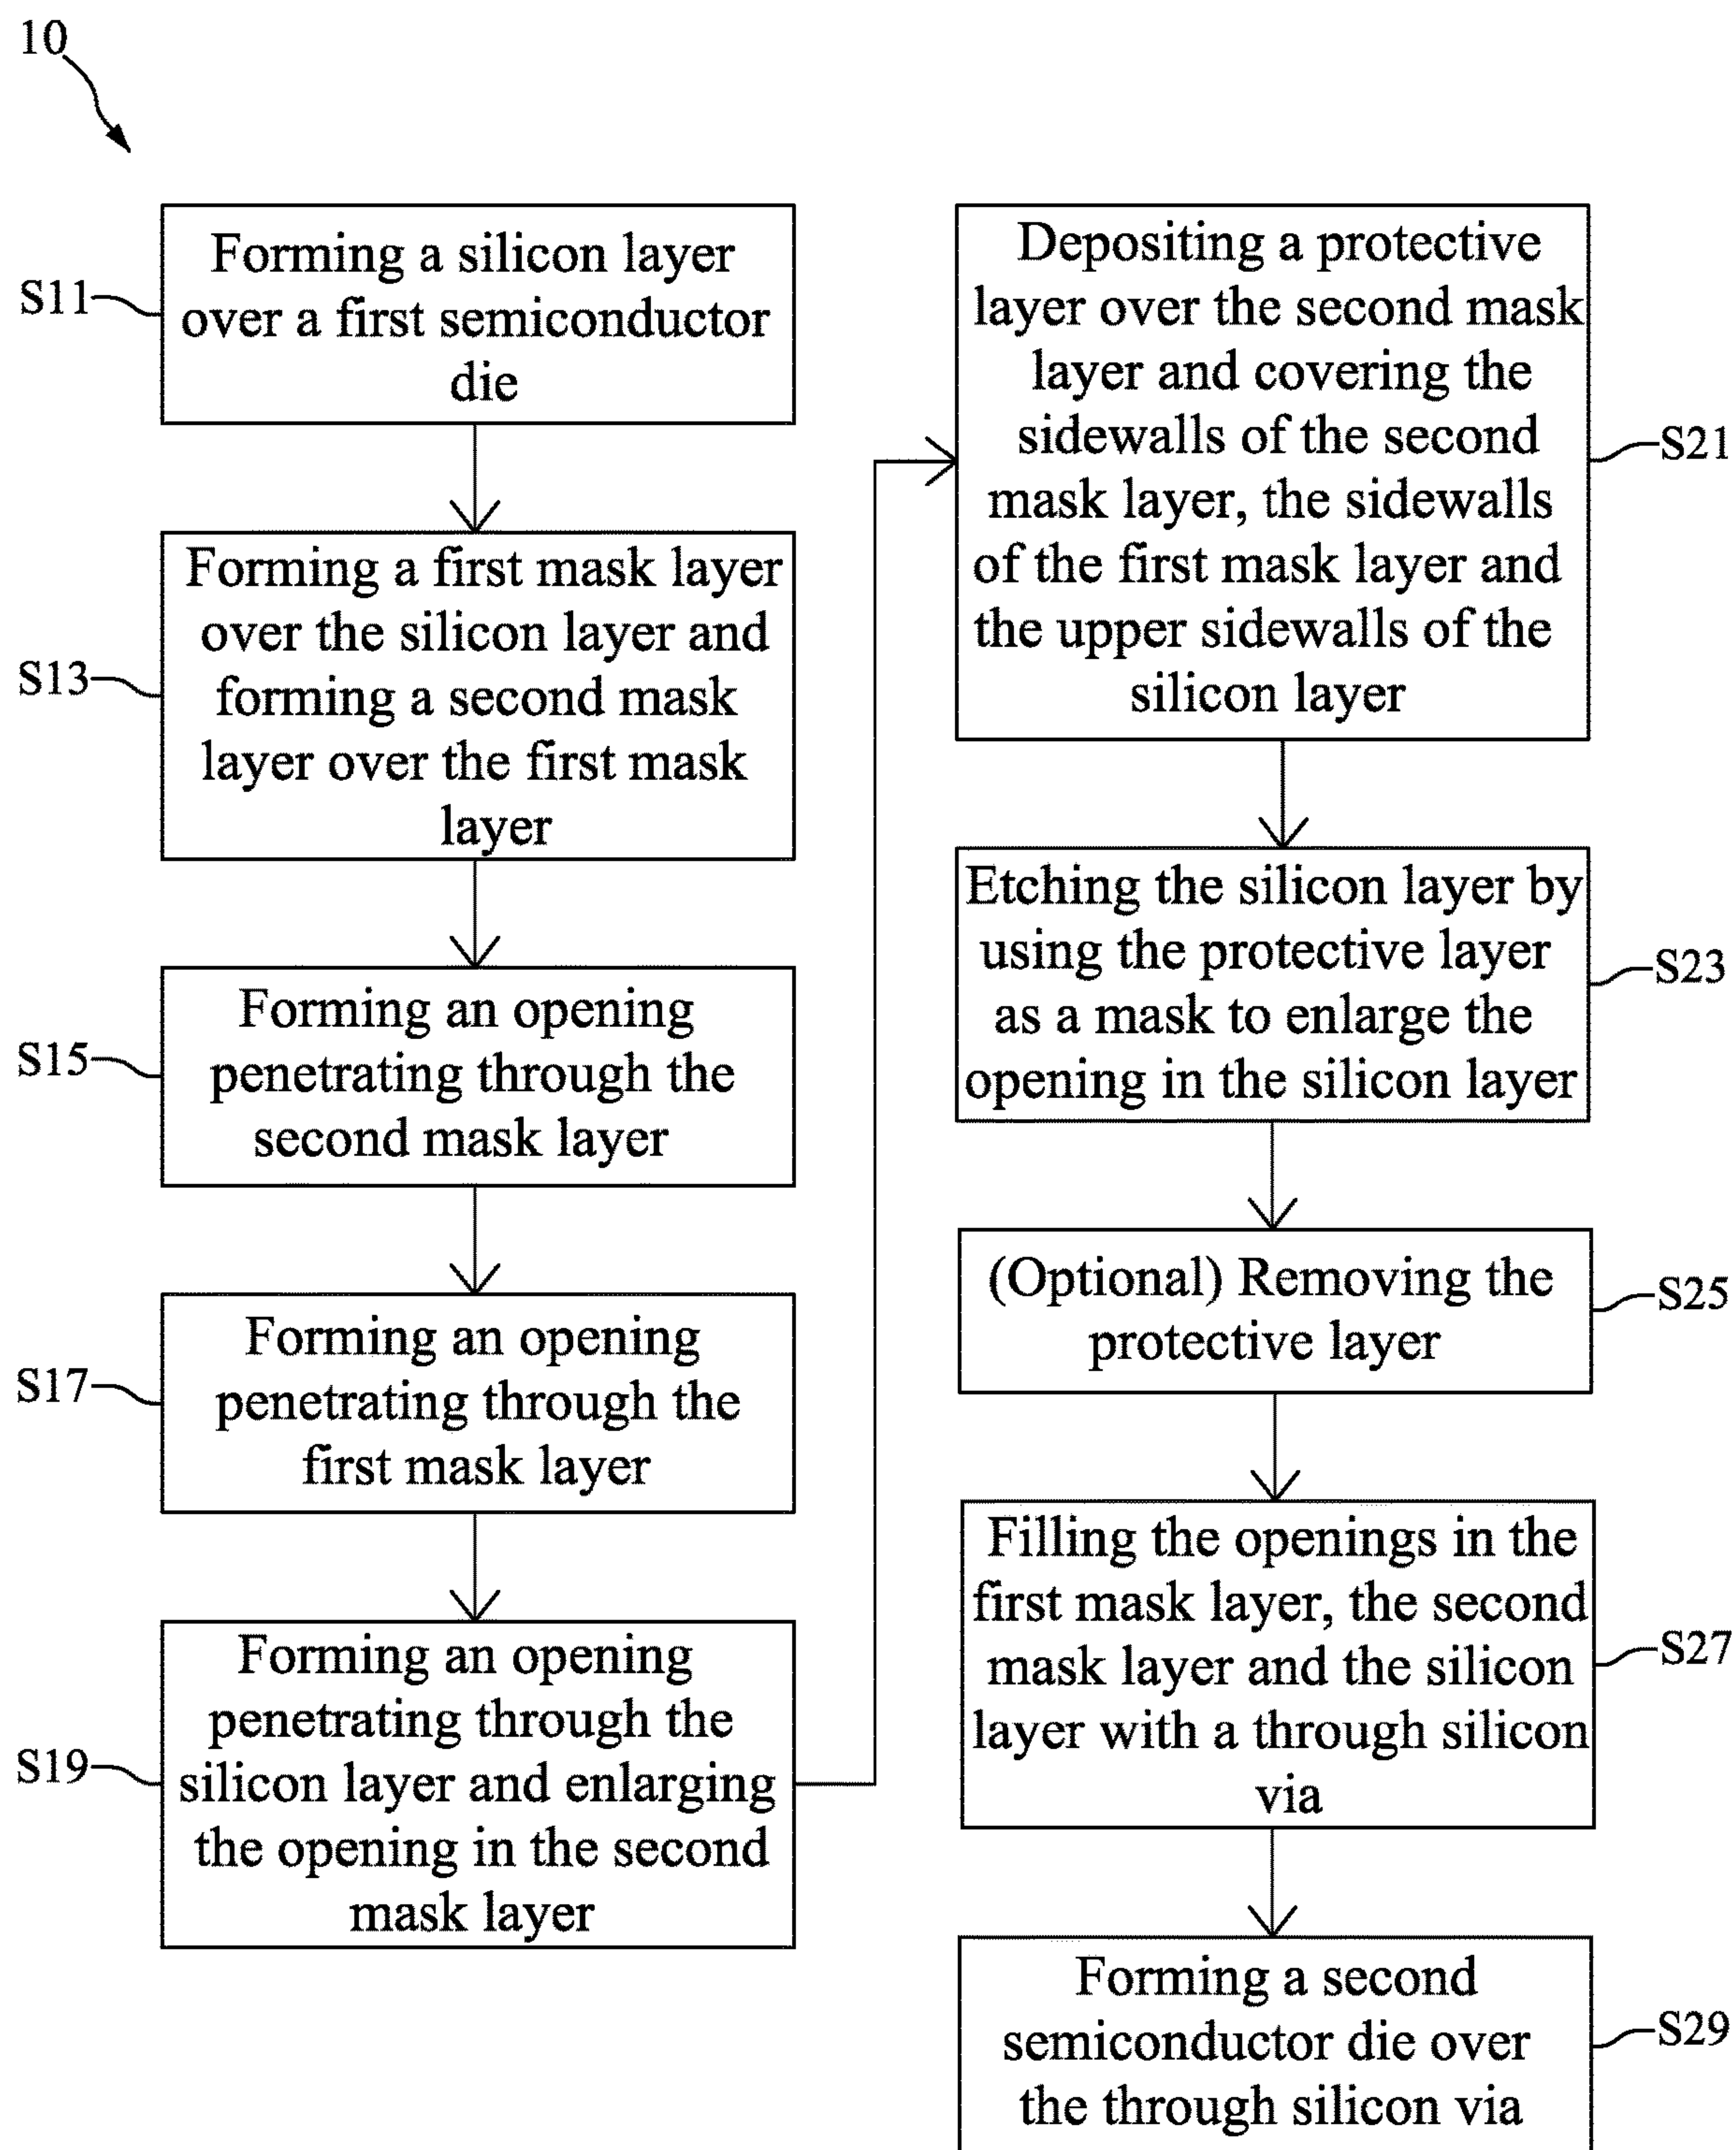 10
S11
Forming a silicon layer
over a first semiconductor
die
S13
Forming a first mask layer
over the silicon layer and
forming a second mask
layer over the first mask
layer
S15
Forming an opening
penetrating through the
second mask layer
S17
Forming an opening
penetrating through the
first mask layer
S19
Forming an opening
penetrating through the
silicon layer and enlarging
the opening in the second
mask layer
Depositing a protective
layer over the second mask
layer and covering the
sidewalls of the second
mask layer, the sidewalls
of the first mask layer and
the upper sidewalls of the
silicon layer
S21
Etching the silicon layer by
using the protective layer
as a mask to enlarge the
opening in the silicon layer
S23
(Optional) Removing the
protective layer
S25
Filling the openings in the
first mask layer, the second
mask layer and the silicon
layer with a through silicon
via
S27
Forming a second
semiconductor die over
the through silicon via
S29